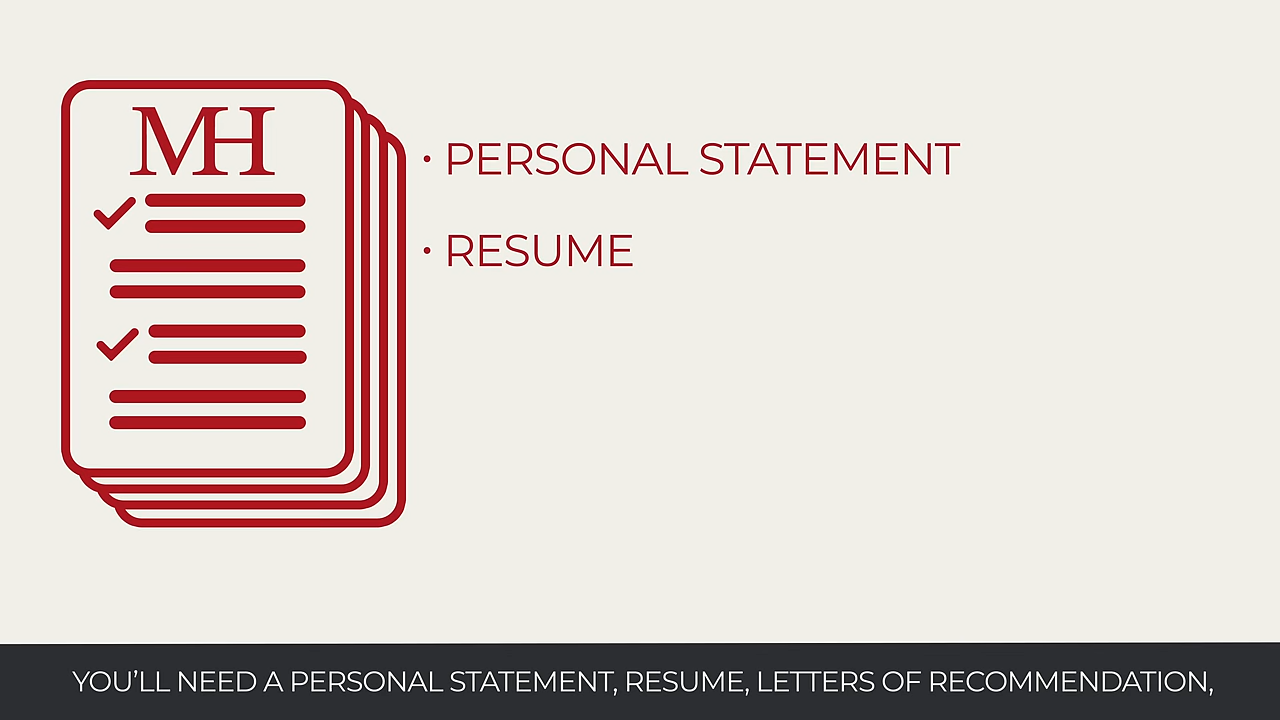 MH
• PERSONAL STATEMENT
• RESUME
YOU’LL NEED A PERSONAL STATEMENT, RESUME, LETTERS OF RECOMMENDATION,